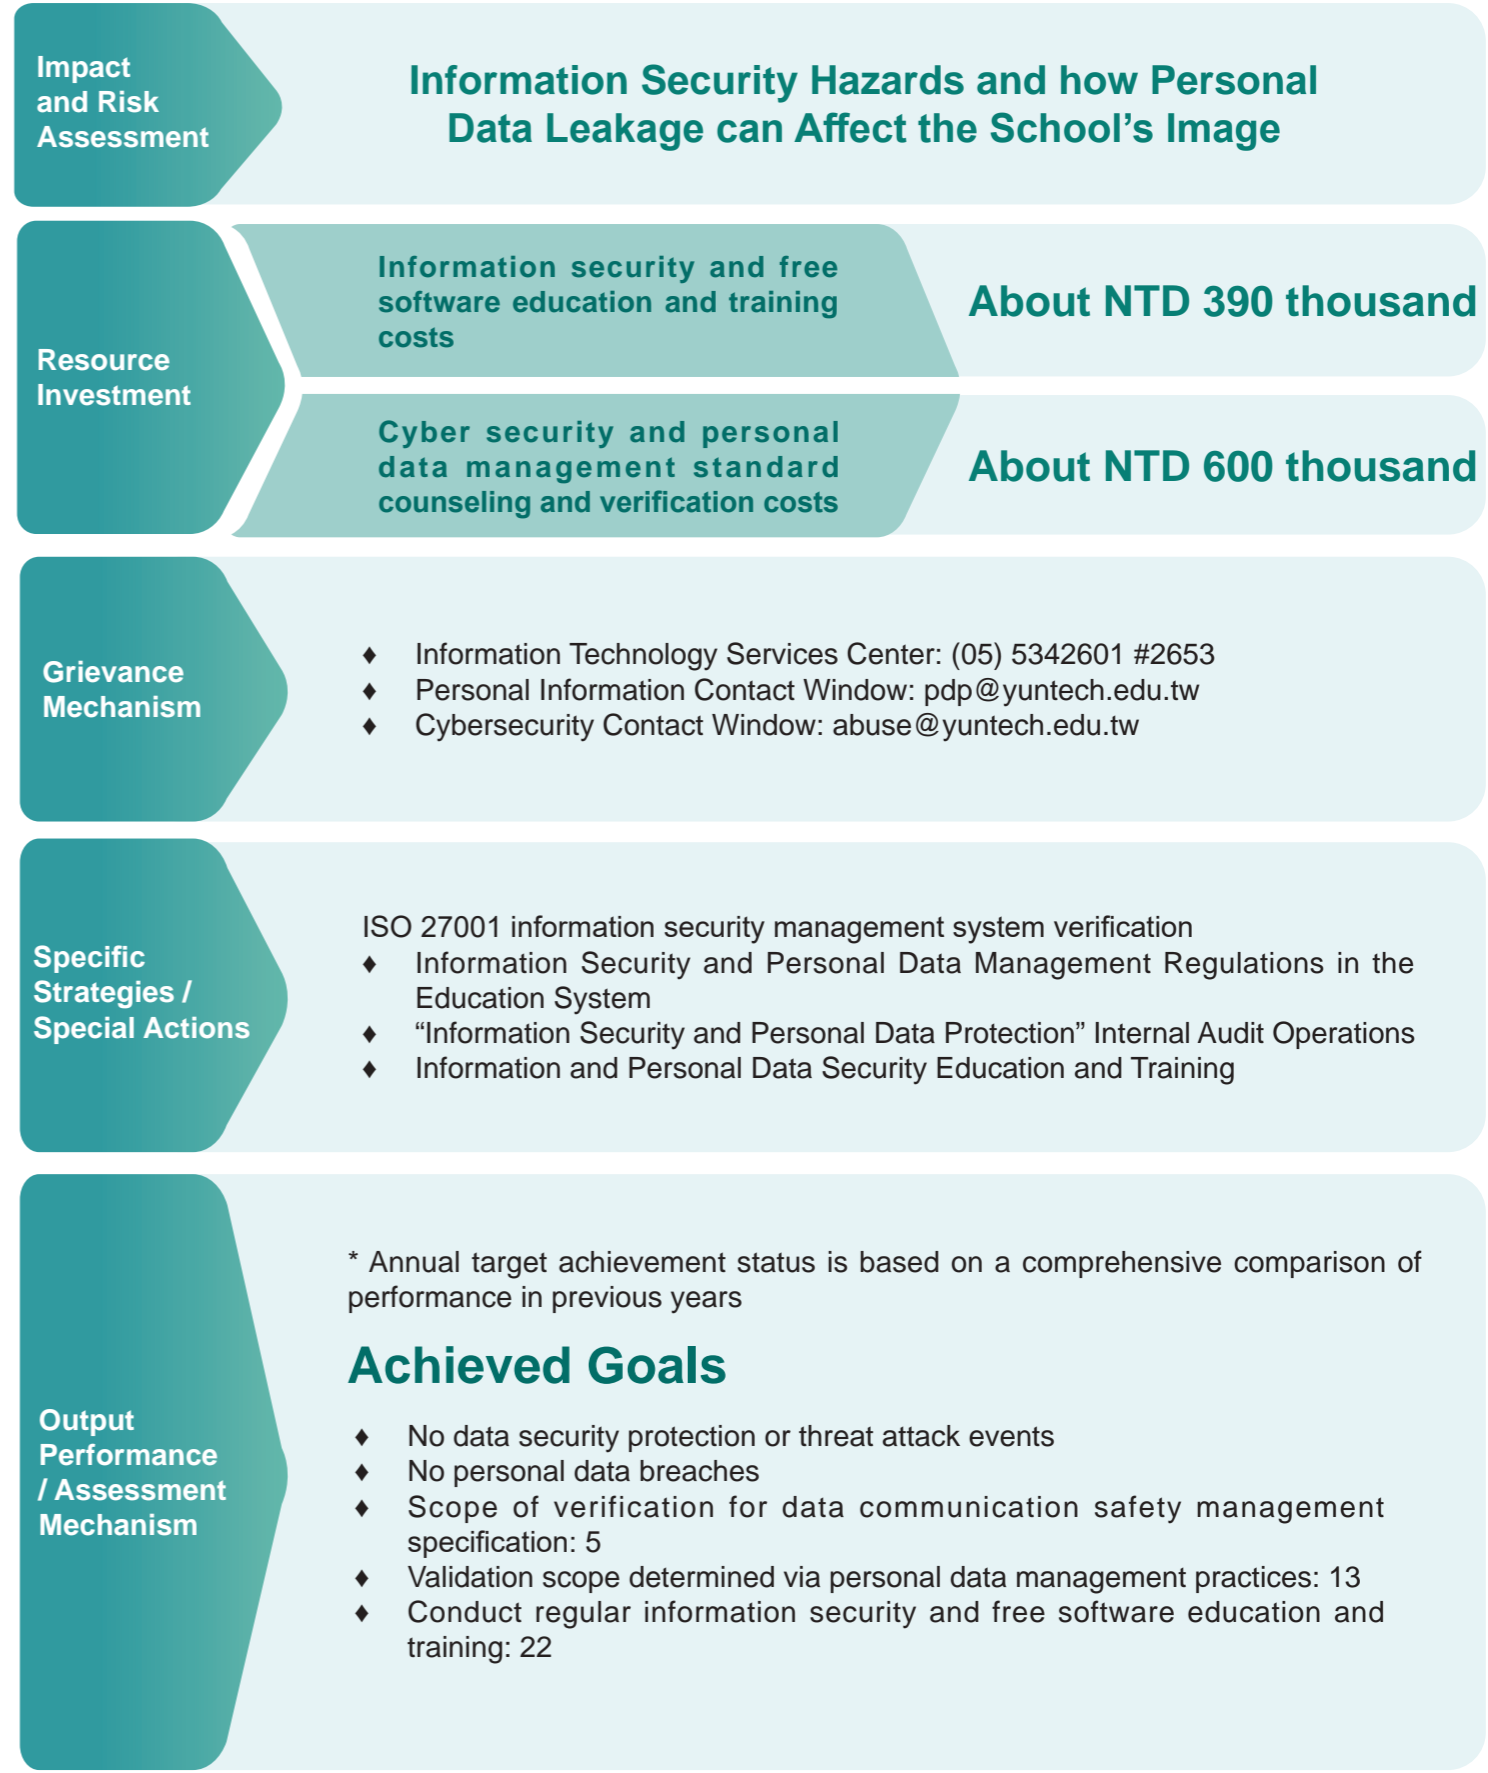 Impact
and Risk
Assessment
Information Security Hazards and how Personal
Data Leakage can Affect the School’s Image
Resource
Investment
Information security and free
software education and training
costs
About NTD 390 thousand
Cyber security and personal
data management standard
counseling and verification costs
About NTD 600 thousand
Grievance
Mechanism
♦ Information Technology Services Center: (05) 5342601 #2653
♦ Personal Information Contact Window: pdp@yuntech.edu.tw
♦ Cybersecurity Contact Window: abuse@yuntech.edu.tw
Specific
Strategies /
Special Actions
ISO 27001 information security management system verification
♦ Information Security and Personal Data Management Regulations in the
Education System
♦ “Information Security and Personal Data Protection” Internal Audit Operations
♦ Information and Personal Data Security Education and Training
Output
Performance
/ Assessment
Mechanism
* Annual target achievement status is based on a comprehensive comparison of
performance in previous years
Achieved Goals
♦ No data security protection or threat attack events
♦ No personal data breaches
♦ Scope of verification for data communication safety management
specification: 5
♦ Validation scope determined via personal data management practices: 13
♦ Conduct regular information security and free software education and
training: 22